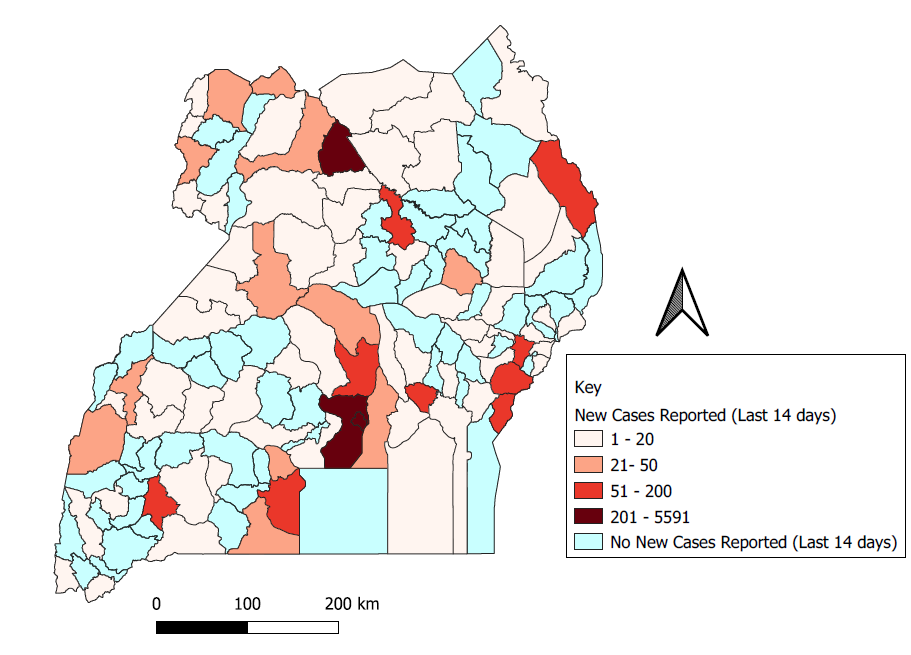 Key
New Cases Reported (Last 14 days)
1 - 20
21- 50
51 - 200
201 - 5591
No New Cases Reported (Last 14 days)
0 100 200 km